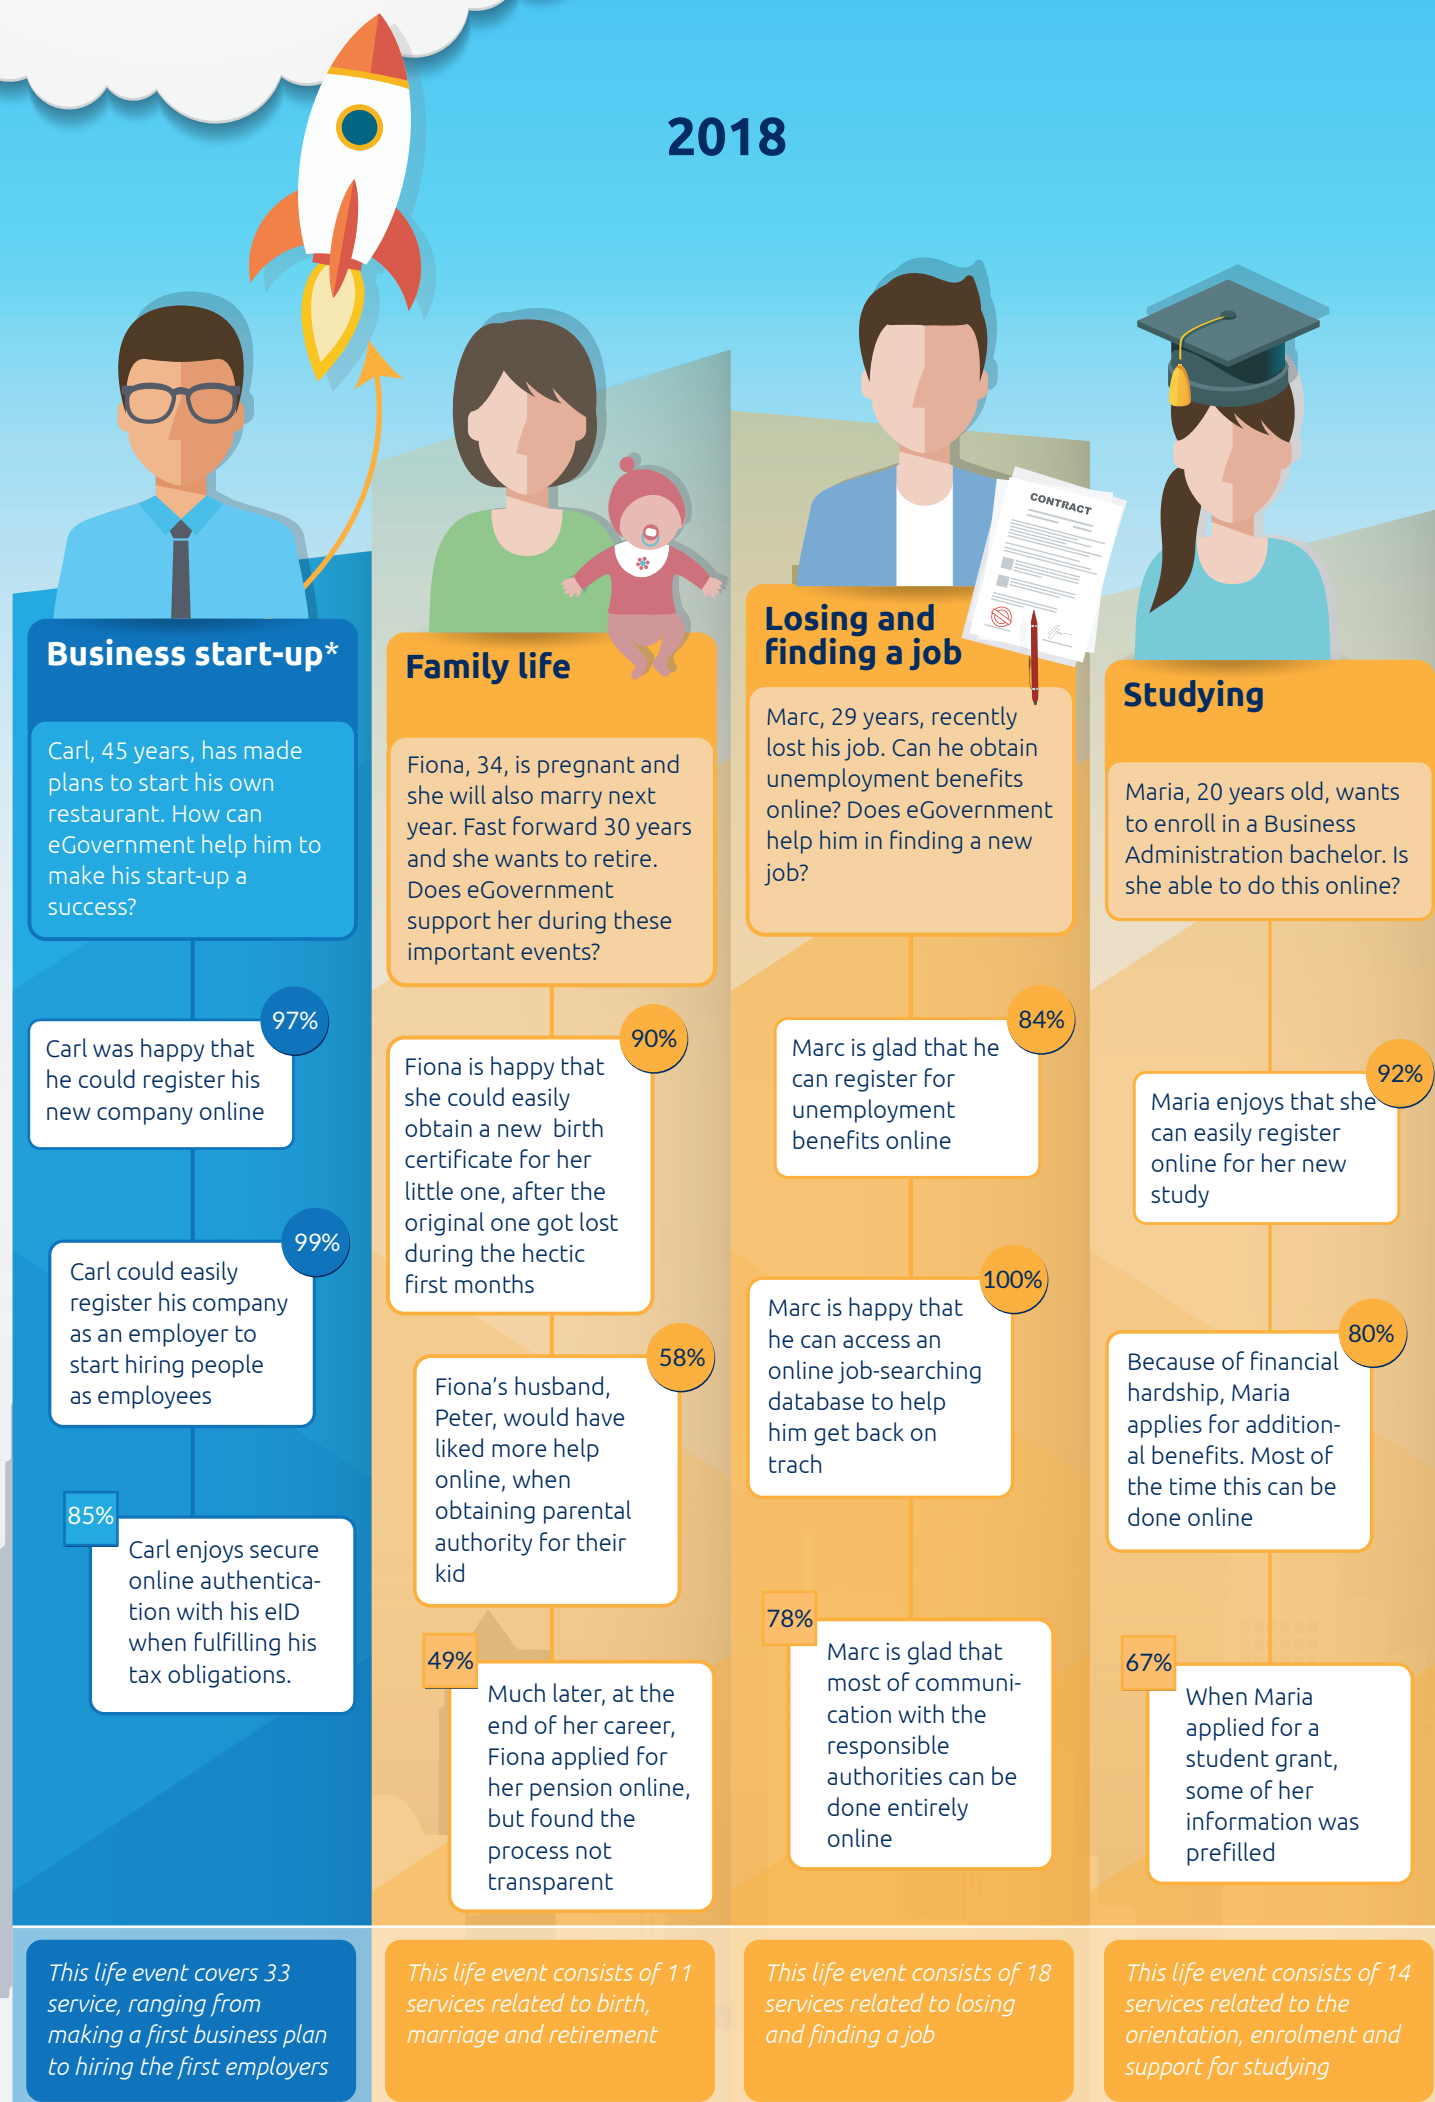 2018
CONTRACT
Business start-up*
Carl, 45 years, has made
plans to start his own
restaurant. How can
eGovernment help him to
make his start-up a
success?
97%
Carl was happy that
he could register his
new company online
99%
Carl could easily
register his company
as an employer to
start hiring people
as employees
85%
Carl enjoys secure
online authentica-
tion with his eID
when fulfilling his
tax obligations.
This life event covers 33
service, ranging from
making a first business plan
to hiring the first employers
Family life
Fiona, 34, is pregnant and
she will also marry next
year. Fast forward 30 years
and she wants to retire.
Does eGovernment
support her during these
important events?
90%
Fiona is happy that
she could easily
obtain a new birth
certificate for her
little one, after the
original one got lost
during the hectic
first months
58%
Fiona's husband,
Peter, would have
liked more help
online, when
obtaining parental
authority for their
kid
49%
Much later, at the
end of her career,
Fiona applied for
her pension online,
but found the
process not
transparent
This life event consists of 11
services related to birth,
marriage and retirement
Losing and
finding a job
Marc, 29 years, recently
lost his job. Can he obtain
unemployment benefits
online? Does eGovernment
help him in finding a new
job?
84%
Marc is glad that he
can register for
unemployment
benefits online
100%
Marc is happy that
he can access an
online job-searching
database to help
him get back on
trach
78%
Marc is glad that
most of communi-
cation with the
responsible
authorities can be
done entirely
online
This life event consists of 18
services related to losing
and finding a job
Studying
Maria, 20 years old, wants
to enroll in a Business
Administration bachelor. Is
she able to do this online?
92%
Maria enjoys that she
can easily register
online for her new
study
80%
Because of financial
hardship, Maria
applies for addition-
al benefits. Most of
the time this can be
done online
67%
When Maria
applied for a
student grant,
some of her
information was
prefilled
This life event consists of 14
services related to the
orientation, enrolment and
support for studying